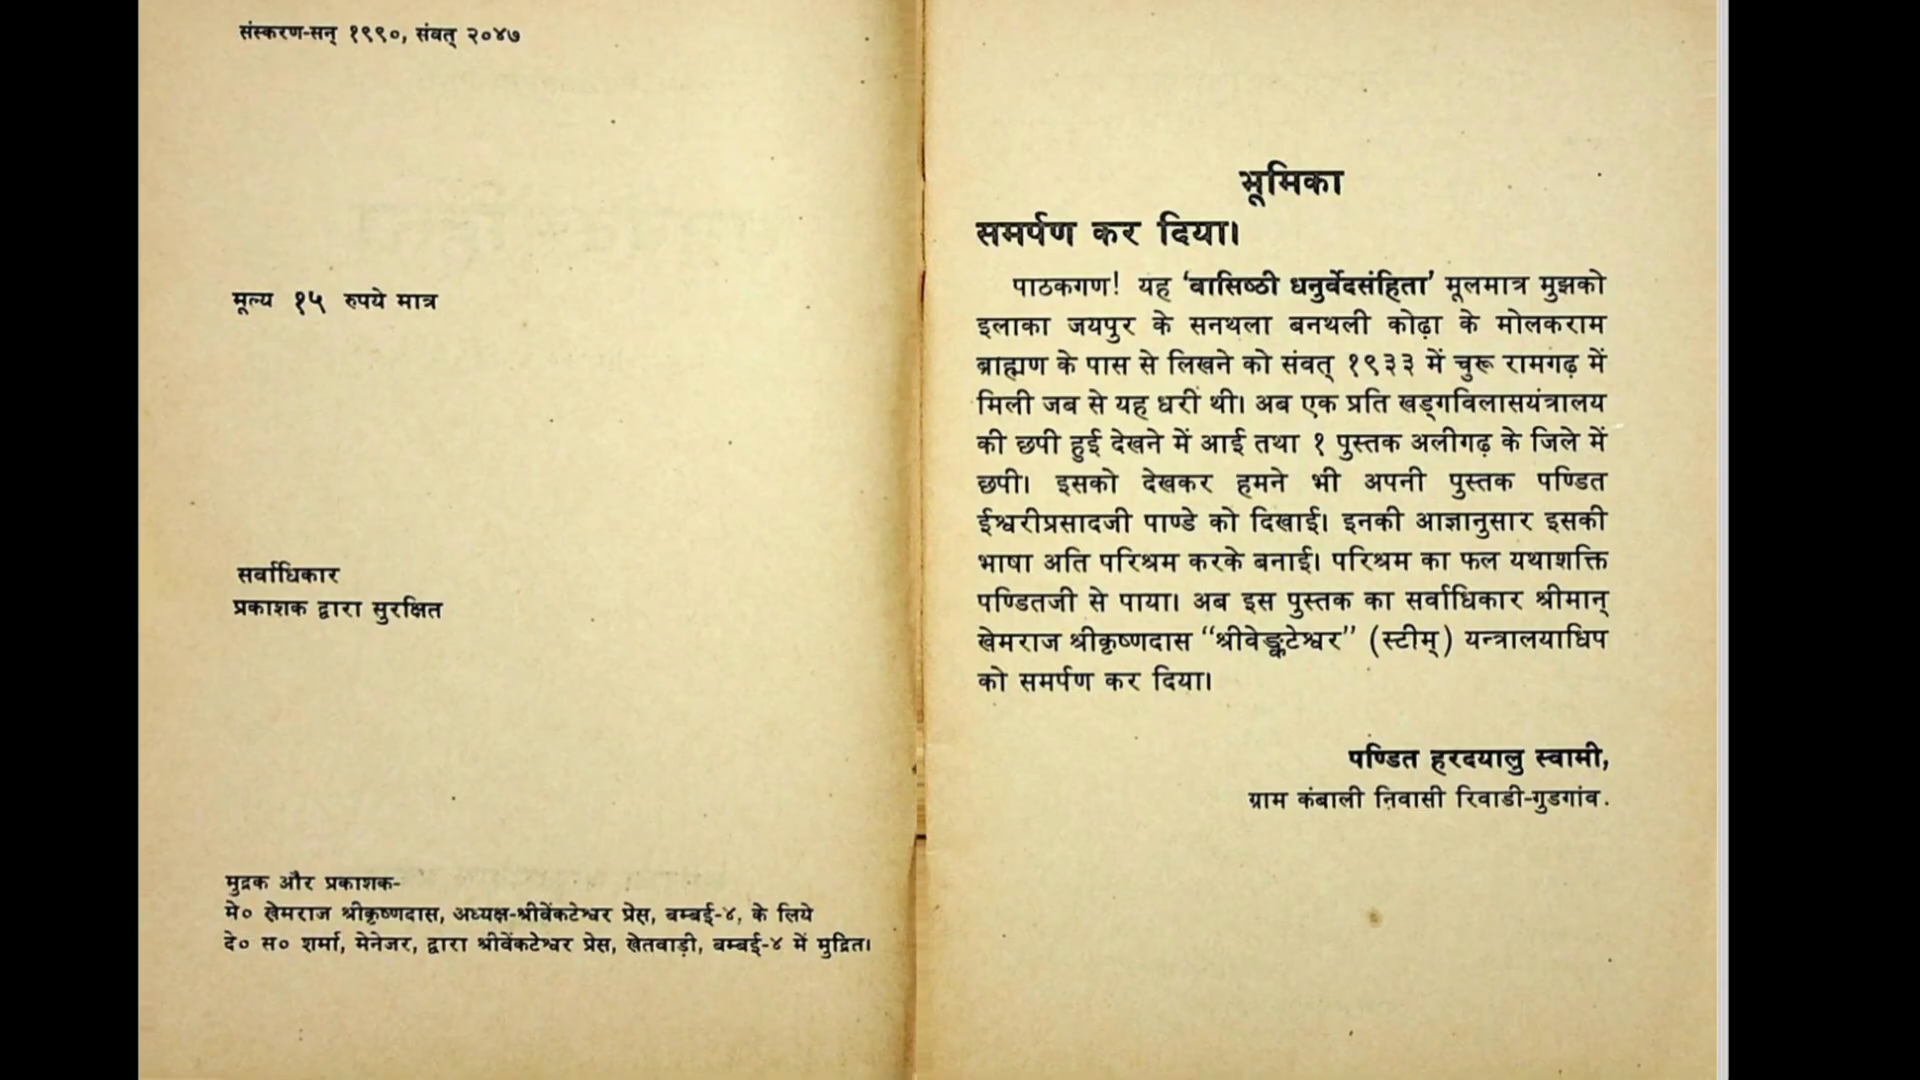 संस्करण-सन् १९९०, संवत् २०४७
मूल्य १५ रुपये मात्र
सर्वाधिकार
प्रकाशक द्वारा सुरक्षित
मुद्रक और प्रकाशक-
मे० खेमराज श्रीकृष्णदास, अध्यक्ष-श्रीवेंकटेश्वर प्रेस, बम्बई-४, के लिये
दे० स० शर्मा, मेनेजर, द्वारा श्रीवेंकटेश्वर प्रेस, खेतवाड़ी, बम्बई-४ में मुद्रित।
भूमिका
समर्पण कर दिया।
पाठकगण! यह ‘वासिष्ठी धनुर्वेदसंहिता’ मूलमात्र मुझको
इलाका जयपुर के सनथला बनथली कोढ़ा के मोलकराम
ब्राह्मण के पास से लिखने को संवत् १९३३ में चुरू रामगढ़ में
मिली जब से यह धरी थी। अब एक प्रति खड्गविलासयंत्रालय
की छपी हुई देखने में आई तथा १ पुस्तक अलीगढ़ के जिले में
छपी। इसको देखकर हमने भी अपनी पुस्तक पण्डित
ईश्वरीप्रसादजी पाण्डे को दिखाई। इनकी आज्ञानुसार इसकी
भाषा अति परिश्रम करके बनाई। परिश्रम का फल यथाशक्ति
पण्डितजी से पाया। अब इस पुस्तक का सर्वाधिकार श्रीमान्
खेमराज श्रीकृष्णदास “श्रीवेङ्कटेश्वर” (स्टीम्) यन्त्रालयाधिप
को समर्पण कर दिया।
पण्डित हरदयालु स्वामी,
ग्राम कंबाली निवासी रिवाडी-गुडगांव.